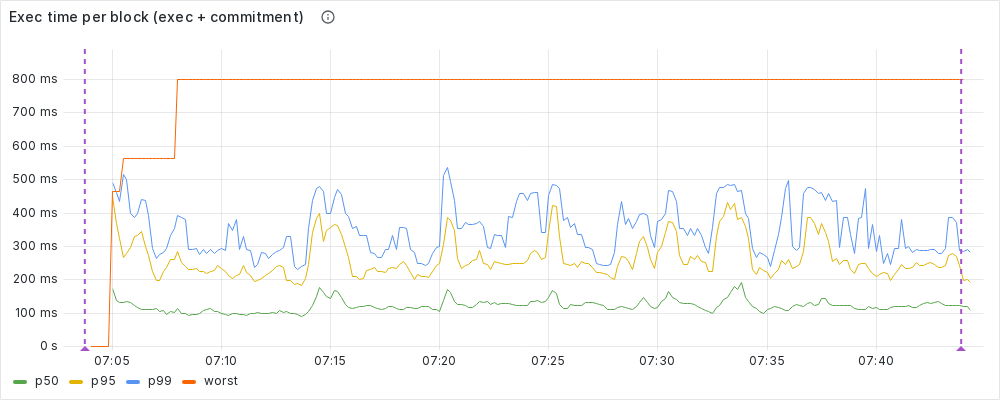 Exec time per block (exec + commitment)
800 ms
700 ms
600 ms
500 ms
400 ms
300 ms
200 ms
100 ms
0 s
07:05 07:10 07:15 07:20 07:25 07:30 07:35 07:40
p50 p95 p99 worst